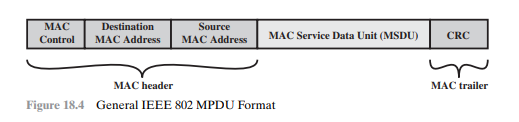 MAC Control
Destination MAC Address
Source MAC Address
MAC Service Data Unit (MSDU)
CRC
MAC header
MAC trailer
Figure 18.4 General IEEE 802 MPDU Format